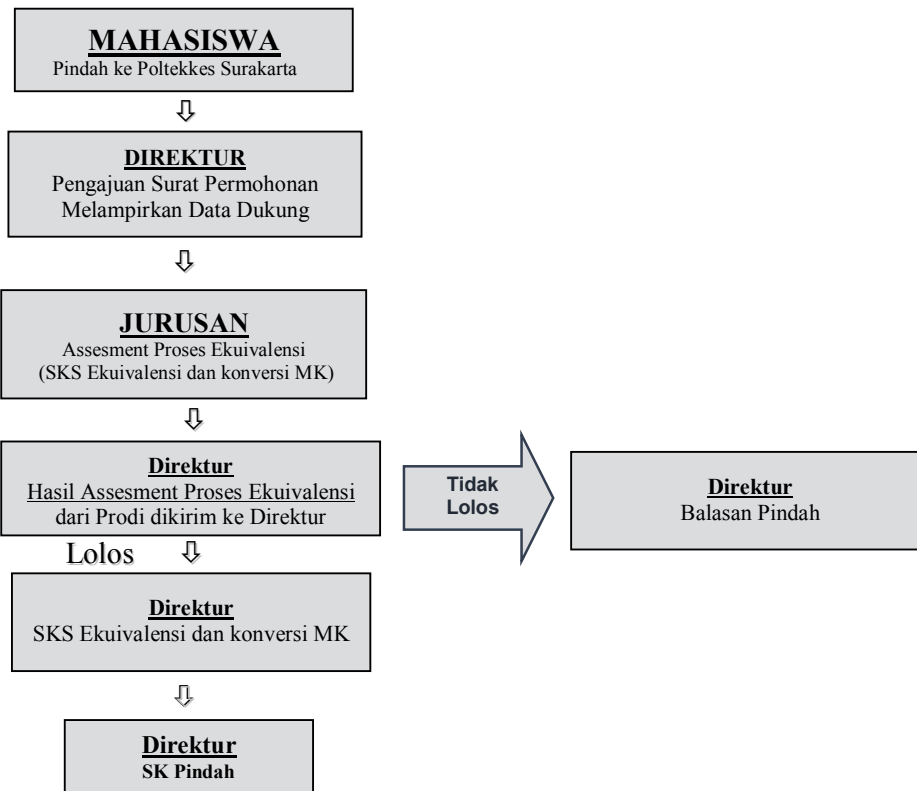 MAHASISWA
Pindah ke Poltekkes Surakarta
DIREKTUR
Pengajuan Surat Permohonan
Melampirkan Data Dukung
JURUSAN
Assesment Proses Ekuivalensi
(SKS Ekuivalensi dan konversi MK)
Direktur
Hasil Assesment Proses Ekuivalensi
dari Prodi dikirim ke Direktur
Tidak
Lolos
Direktur
Balasan Pindah
Lolos
Direktur
SKS Ekuivalensi dan konversi MK
Direktur
SK Pindah